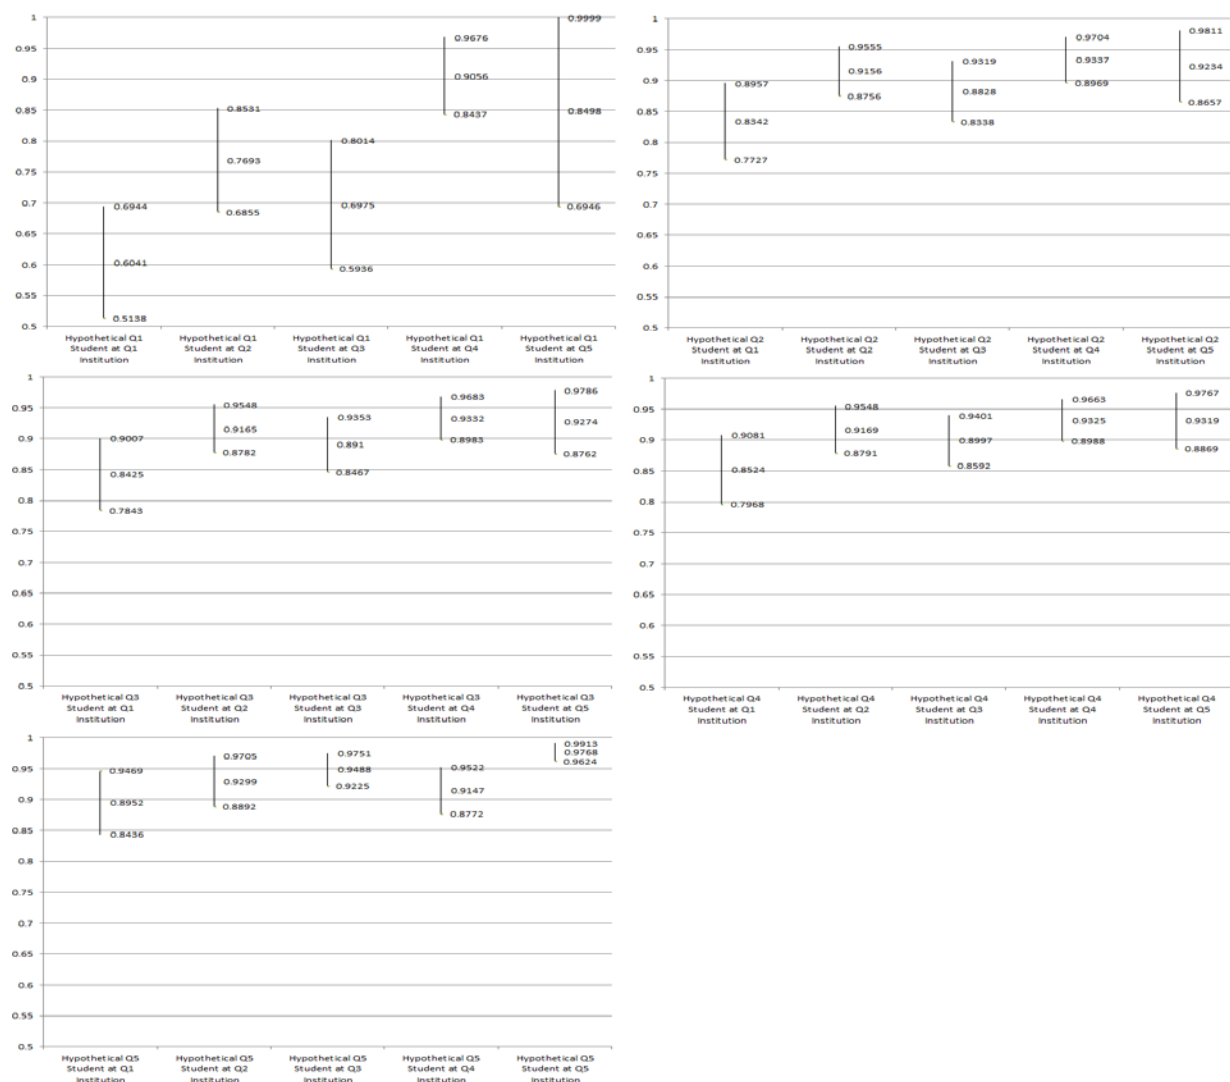 1
0.95
0.9
0.85
0.8
0.75
0.7
0.65
0.6
0.55
0.5
0.6944
0.6041
0.5138
0.8531
0.7693
0.6855
0.8014
0.6975
0.5936
0.9676
0.9056
0.8437
0.9999
0.8498
0.6946
Hypothetical Q1
Student at Q1
Institution
Hypothetical Q1
Student at Q2
Institution
Hypothetical Q1
Student at Q3
Institution
Hypothetical Q1
Student at Q4
Institution
Hypothetical Q1
Student at Q5
Institution
1
0.95
0.9
0.85
0.8
0.75
0.7
0.65
0.6
0.55
0.5
0.8957
0.8342
0.7727
0.9555
0.9156
0.8756
0.9319
0.8828
0.8338
0.9704
0.9337
0.8969
0.9811
0.9234
0.8657
Hypothetical Q2
Student at Q1
Institution
Hypothetical Q2
Student at Q2
Institution
Hypothetical Q2
Student at Q3
Institution
Hypothetical Q2
Student at Q4
Institution
Hypothetical Q2
Student at Q5
Institution
1
0.95
0.9
0.85
0.8
0.75
0.7
0.65
0.6
0.55
0.5
0.9007
0.8425
0.7843
0.9548
0.9165
0.8782
0.9353
0.891
0.8467
0.9683
0.9332
0.8983
0.9786
0.9274
0.8762
Hypothetical Q3
Student at Q1
Institution
Hypothetical Q3
Student at Q2
Institution
Hypothetical Q3
Student at Q3
Institution
Hypothetical Q3
Student at Q4
Institution
Hypothetical Q3
Student at Q5
Institution
1
0.95
0.9
0.85
0.8
0.75
0.7
0.65
0.6
0.55
0.5
0.9081
0.8524
0.7968
0.9548
0.9169
0.8791
0.9401
0.8997
0.8592
0.9663
0.9325
0.8988
0.9767
0.9319
0.8869
Hypothetical Q4
Student at Q1
Institution
Hypothetical Q4
Student at Q2
Institution
Hypothetical Q4
Student at Q3
Institution
Hypothetical Q4
Student at Q4
Institution
Hypothetical Q4
Student at Q5
Institution
1
0.95
0.9
0.85
0.8
0.75
0.7
0.65
0.6
0.55
0.5
0.9469
0.8952
0.8436
0.9705
0.9299
0.8892
0.9751
0.9488
0.9225
0.9522
0.9147
0.8772
0.9913
0.9768
0.9624
Hypothetical Q5
Student at Q1
Institution
Hypothetical Q5
Student at Q2
Institution
Hypothetical Q5
Student at Q3
Institution
Hypothetical Q5
Student at Q4
Institution
Hypothetical Q5
Student at Q5
Institution